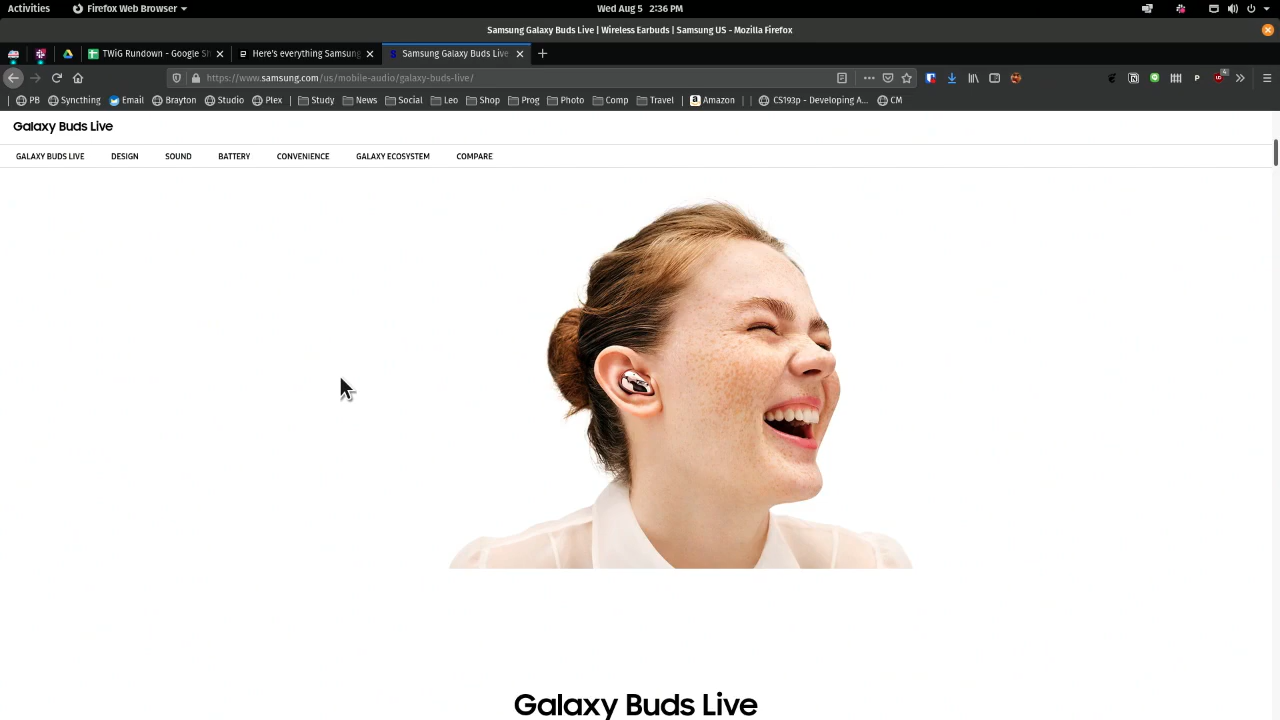 Activities Firefox Web Browser Wed Aug 5 2:36 PM
Samsung Galaxy Buds Live | Wireless Earbuds | Samsung US - Mozilla Firefox
TWiG Rundown - Google Sh Here's everything Samsung Samsung Galaxy Buds Live
https://www.samsung.com/us/mobile-audio/galaxy-buds-live/
PB Syncthing Email Brayton Studio Plex Study News Social Leo Shop Prog Photo Comp Travel Amazon CS193p - Developing A... CM
Galaxy Buds Live
GALAXY BUDS LIVE DESIGN SOUND BATTERY CONVENIENCE GALAXY ECOSYSTEM COMPARE
Galaxy Buds Live